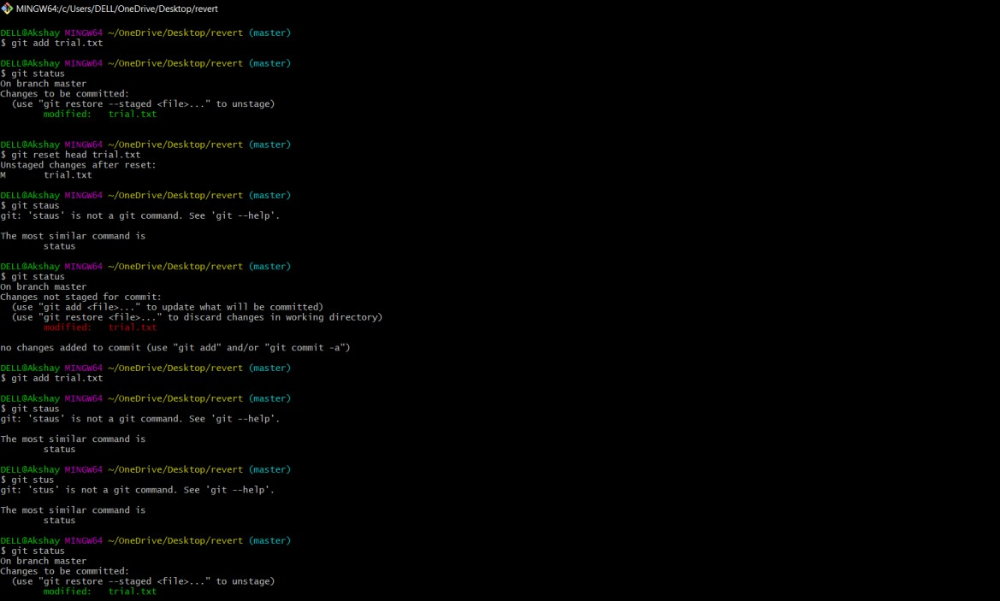 MINGW64:/c/Users/DELL/OneDrive/Desktop/revert
DELL@Akshay MINGW64 ~/OneDrive/Desktop/revert (master)
$ git add trial.txt
DELL@Akshay MINGW64 ~/OneDrive/Desktop/revert (master)
$ git status
On branch master
Changes to be committed:
  (use "git restore --staged <file>..." to unstage)
        modified:   trial.txt
DELL@Akshay MINGW64 ~/OneDrive/Desktop/revert (master)
$ git reset head trial.txt
Unstaged changes after reset:
M       trial.txt
DELL@Akshay MINGW64 ~/OneDrive/Desktop/revert (master)
$ git staus
git: 'staus' is not a git command. See 'git --help'.
The most similar command is
        status
DELL@Akshay MINGW64 ~/OneDrive/Desktop/revert (master)
$ git status
On branch master
Changes not staged for commit:
  (use "git add <file>..." to update what will be committed)
  (use "git restore <file>..." to discard changes in working directory)
        modified:   trial.txt
no changes added to commit (use "git add" and/or "git commit -a")
DELL@Akshay MINGW64 ~/OneDrive/Desktop/revert (master)
$ git add trial.txt
DELL@Akshay MINGW64 ~/OneDrive/Desktop/revert (master)
$ git staus
git: 'staus' is not a git command. See 'git --help'.
The most similar command is
        status
DELL@Akshay MINGW64 ~/OneDrive/Desktop/revert (master)
$ git stus
git: 'stus' is not a git command. See 'git --help'.
The most similar command is
        status
DELL@Akshay MINGW64 ~/OneDrive/Desktop/revert (master)
$ git status
On branch master
Changes to be committed:
  (use "git restore --staged <file>..." to unstage)
        modified:   trial.txt